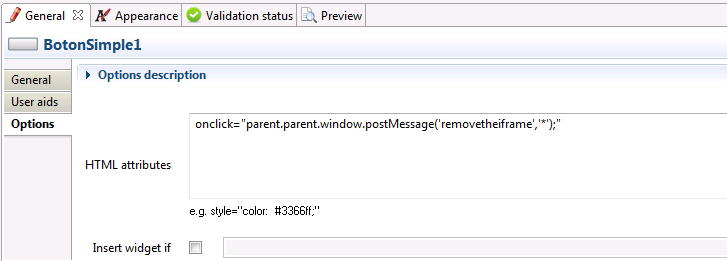 General Appearance Validation status Preview
BotonSimple1
General
User aids
Options
Options description
HTML attributes
onclick="parent.parent.window.postMessage('removetheiframe','*');"
e.g. style="color: #3366ff;"
Insert widget if